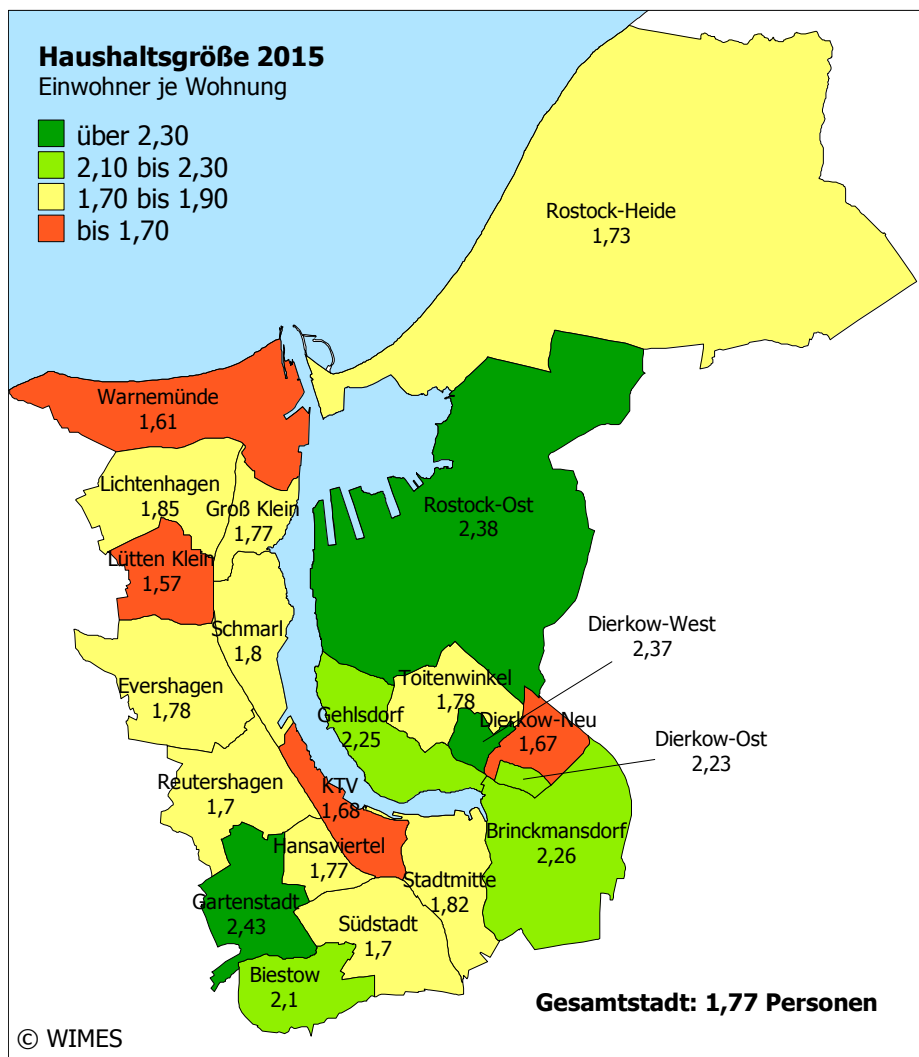 Haushaltsgröße 2015
Einwohner je Wohnung
über 2,30
2,10 bis 2,30
1,70 bis 1,90
bis 1,70
Rostock-Heide
1,73
Warnemünde
1,61
Lichtenhagen
1,85
Groß Klein
1,77
Rostock-Ost
2,38
Lütten Klein
1,57
Schmarl
1,8
Dierkow-West
2,37
Evershagen
1,78
Toitenwinkel
1,78
Gehlsdorf
2,25
Dierkow-Neu
1,67
Dierkow-Ost
2,23
Reutershagen
1,7
KTV
1,68
Brinckmansdorf
2,26
Hansaviertel
1,77
Stadtmitte
1,82
Gartenstadt
2,43
Südstadt
1,7
Biestow
2,1
Gesamtstadt: 1,77 Personen
© WIMES